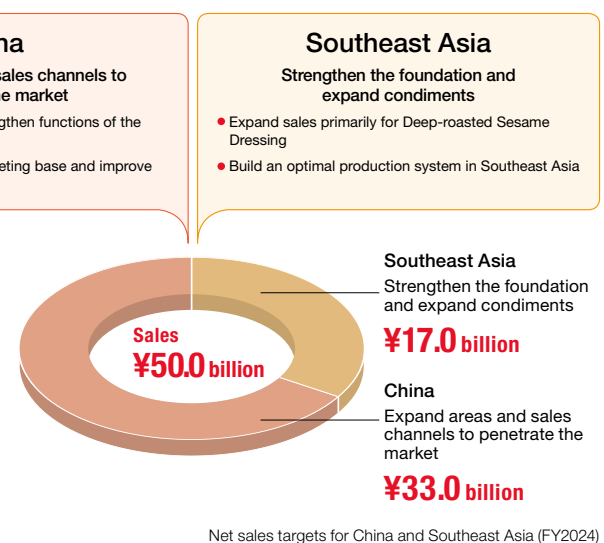 na
sales channels to
e market
gthen functions of the
eting base and improve
Southeast Asia
Strengthen the foundation and
expand condiments
● Expand sales primarily for Deep-roasted Sesame
Dressing
● Build an optimal production system in Southeast Asia
Sales
¥50.0 billion
Southeast Asia
Strengthen the foundation
and expand condiments
¥17.0 billion
China
Expand areas and sales
channels to penetrate the
market
¥33.0 billion
Net sales targets for China and Southeast Asia (FY2024)